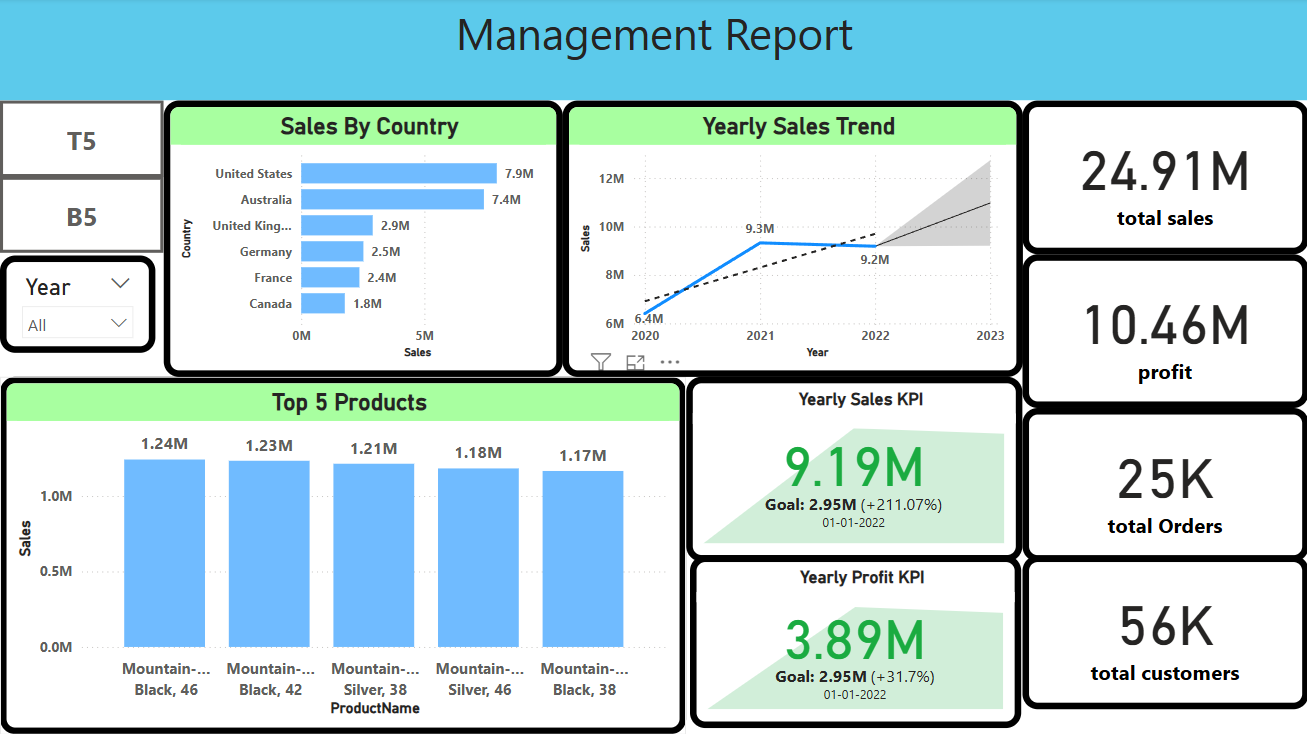 Management Report
T5
B5
Year
All
Sales By Country
Country
United States
7.9M
Australia
7.4M
United King...
2.9M
Germany
2.5M
France
2.4M
Canada
1.8M
0M
5M
Sales
Yearly Sales Trend
Sales
12M
10M
8M
6M
9.3M
9.2M
6.4M
2020
2021
2022
2023
Year
24.91M
total sales
10.46M
profit
25K
total Orders
56K
total customers
Top 5 Products
Sales
1.0M
0.5M
0.0M
1.24M
1.23M
1.21M
1.18M
1.17M
Mountain-...
Black, 46
Mountain-...
Black, 42
Mountain-...
Silver, 38
Mountain-...
Silver, 46
Mountain-...
Black, 38
ProductName
Yearly Sales KPI
9.19M
Goal: 2.95M (+211.07%)
01-01-2022
Yearly Profit KPI
3.89M
Goal: 2.95M (+31.7%)
01-01-2022